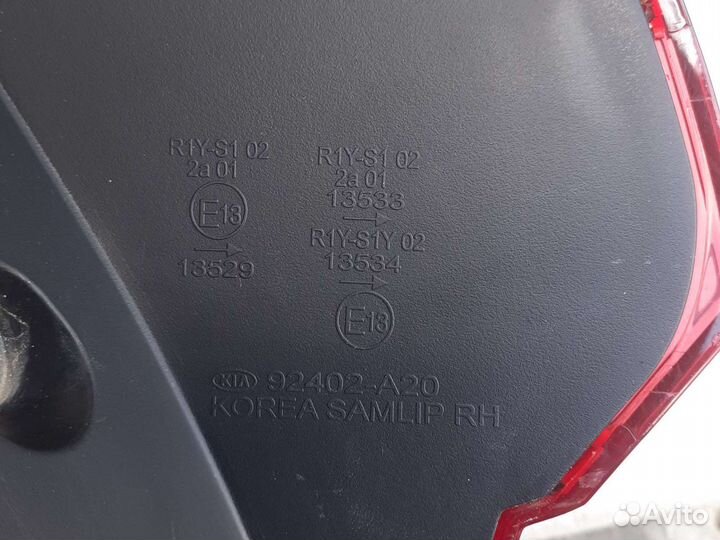 R1Y-S1 02
2a 01
E13
13529
R1Y-S1 02
2a 01
13533
R1Y-S1Y 02
13534
E13
KIA 92402-A20
KOREA SAMLIP RH
Avito